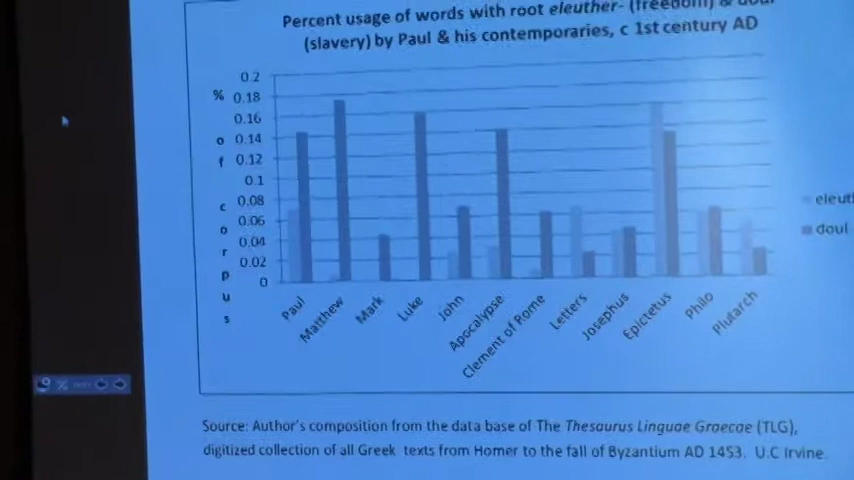 Percent usage of words with root eleuther- (freedom) &
(slavery) by Paul & his contemporaries, c 1st century AD
% of corpus
0.2
0.18
0.16
0.14
0.12
0.1
0.08
0.06
0.04
0.02
0
Paul
Matthew
Mark
Luke
John
Apocalypse
Clement of Rome
Letters
Josephus
Epictetus
Philo
Plutarch
eleut
doul
Source: Author's composition from the data base of The Thesaurus Linguae Graecae (TLG),
digitized collection of all Greek texts from Homer to the fall of Byzantium AD 1453. U.C Irvine.